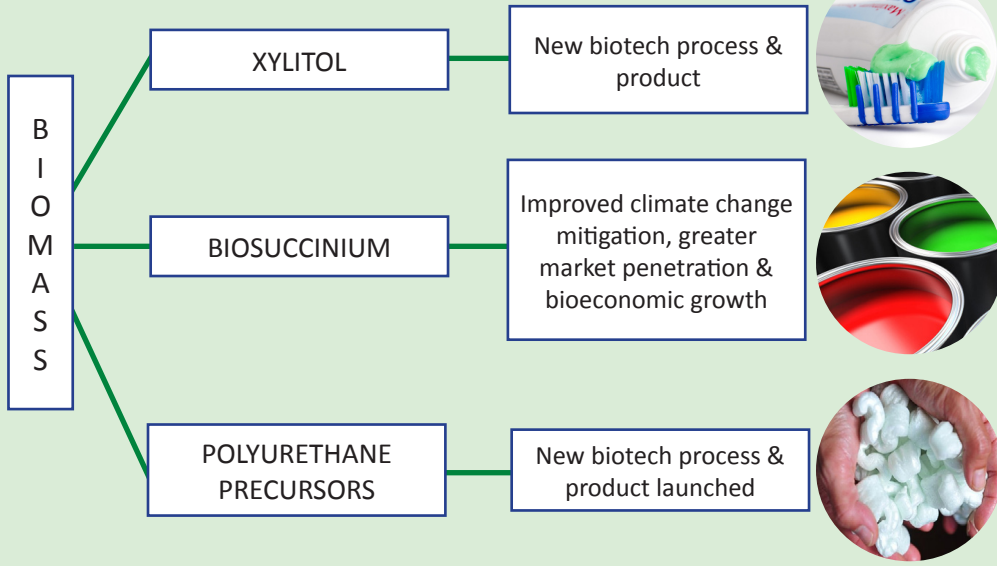 BIOMASS
XYLITOL
New biotech process &
product
BIOSUCCINIUM
Improved climate change
mitigation, greater
market penetration &
bioeconomic growth
POLYURETHANE
PRECURSORS
New biotech process &
product launched